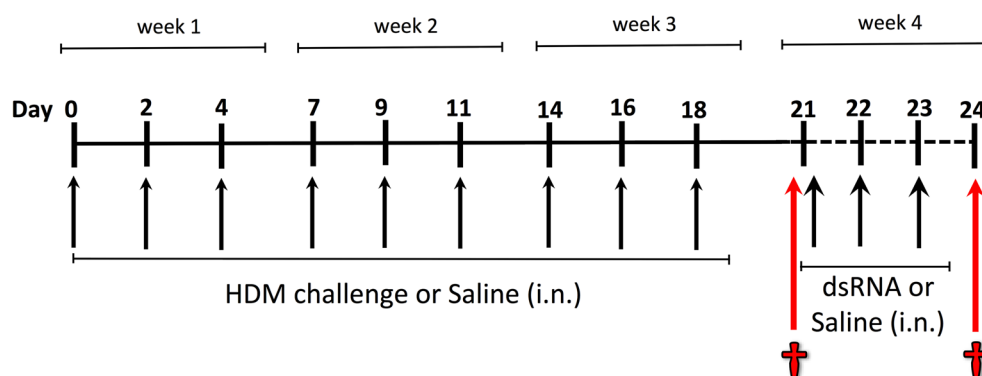 week 1 week 2 week 3 week 4
Day 0 2 4 7 9 11 14 16 18 21 22 23 24
HDM challenge or Saline (i.n.)
dsRNA or
Saline (i.n.)